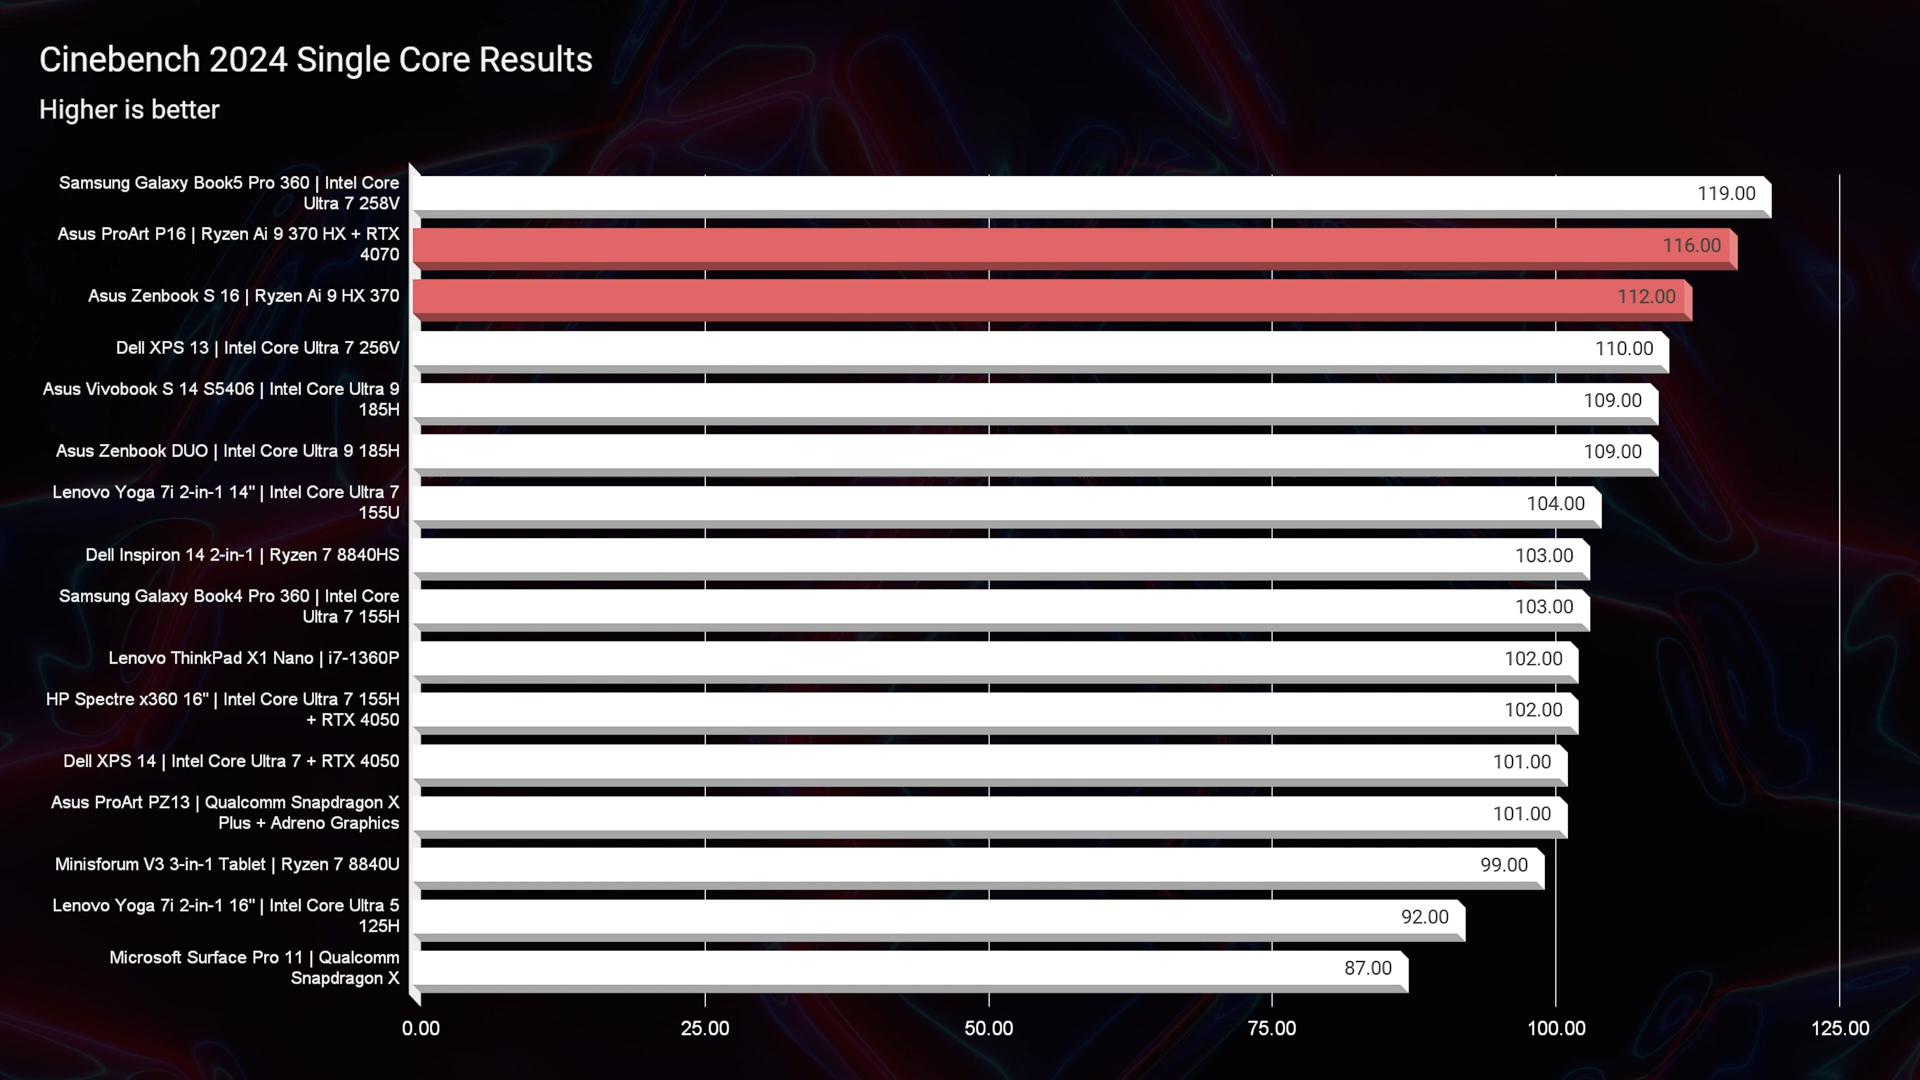 Cinebench 2024 Single Core Results
Higher is better
Samsung Galaxy Book5 Pro 360 | Intel Core
Ultra 7 258V
119.00
Asus ProArt P16 | Ryzen Ai 9 370 HX + RTX
4070
116.00
Asus Zenbook S 16 | Ryzen Ai 9 HX 370
112.00
Dell XPS 13 | Intel Core Ultra 7 256V
110.00
Asus Vivobook S 14 S5406 | Intel Core Ultra 9
185H
109.00
Asus Zenbook DUO | Intel Core Ultra 9 185H
109.00
Lenovo Yoga 7i 2-in-1 14" | Intel Core Ultra 7
155U
104.00
Dell Inspiron 14 2-in-1 | Ryzen 7 8840HS
103.00
Samsung Galaxy Book4 Pro 360 | Intel Core
Ultra 7 155H
103.00
Lenovo ThinkPad X1 Nano | i7-1360P
102.00
HP Spectre x360 16" | Intel Core Ultra 7 155H
+ RTX 4050
102.00
Dell XPS 14 | Intel Core Ultra 7 + RTX 4050
101.00
Asus ProArt PZ13 | Qualcomm Snapdragon X
Plus + Adreno Graphics
101.00
Minisforum V3 3-in-1 Tablet | Ryzen 7 8840U
99.00
Lenovo Yoga 7i 2-in-1 16" | Intel Core Ultra 5
125H
92.00
Microsoft Surface Pro 11 | Qualcomm
Snapdragon X
87.00
0.00
25.00
50.00
75.00
100.00
125.00